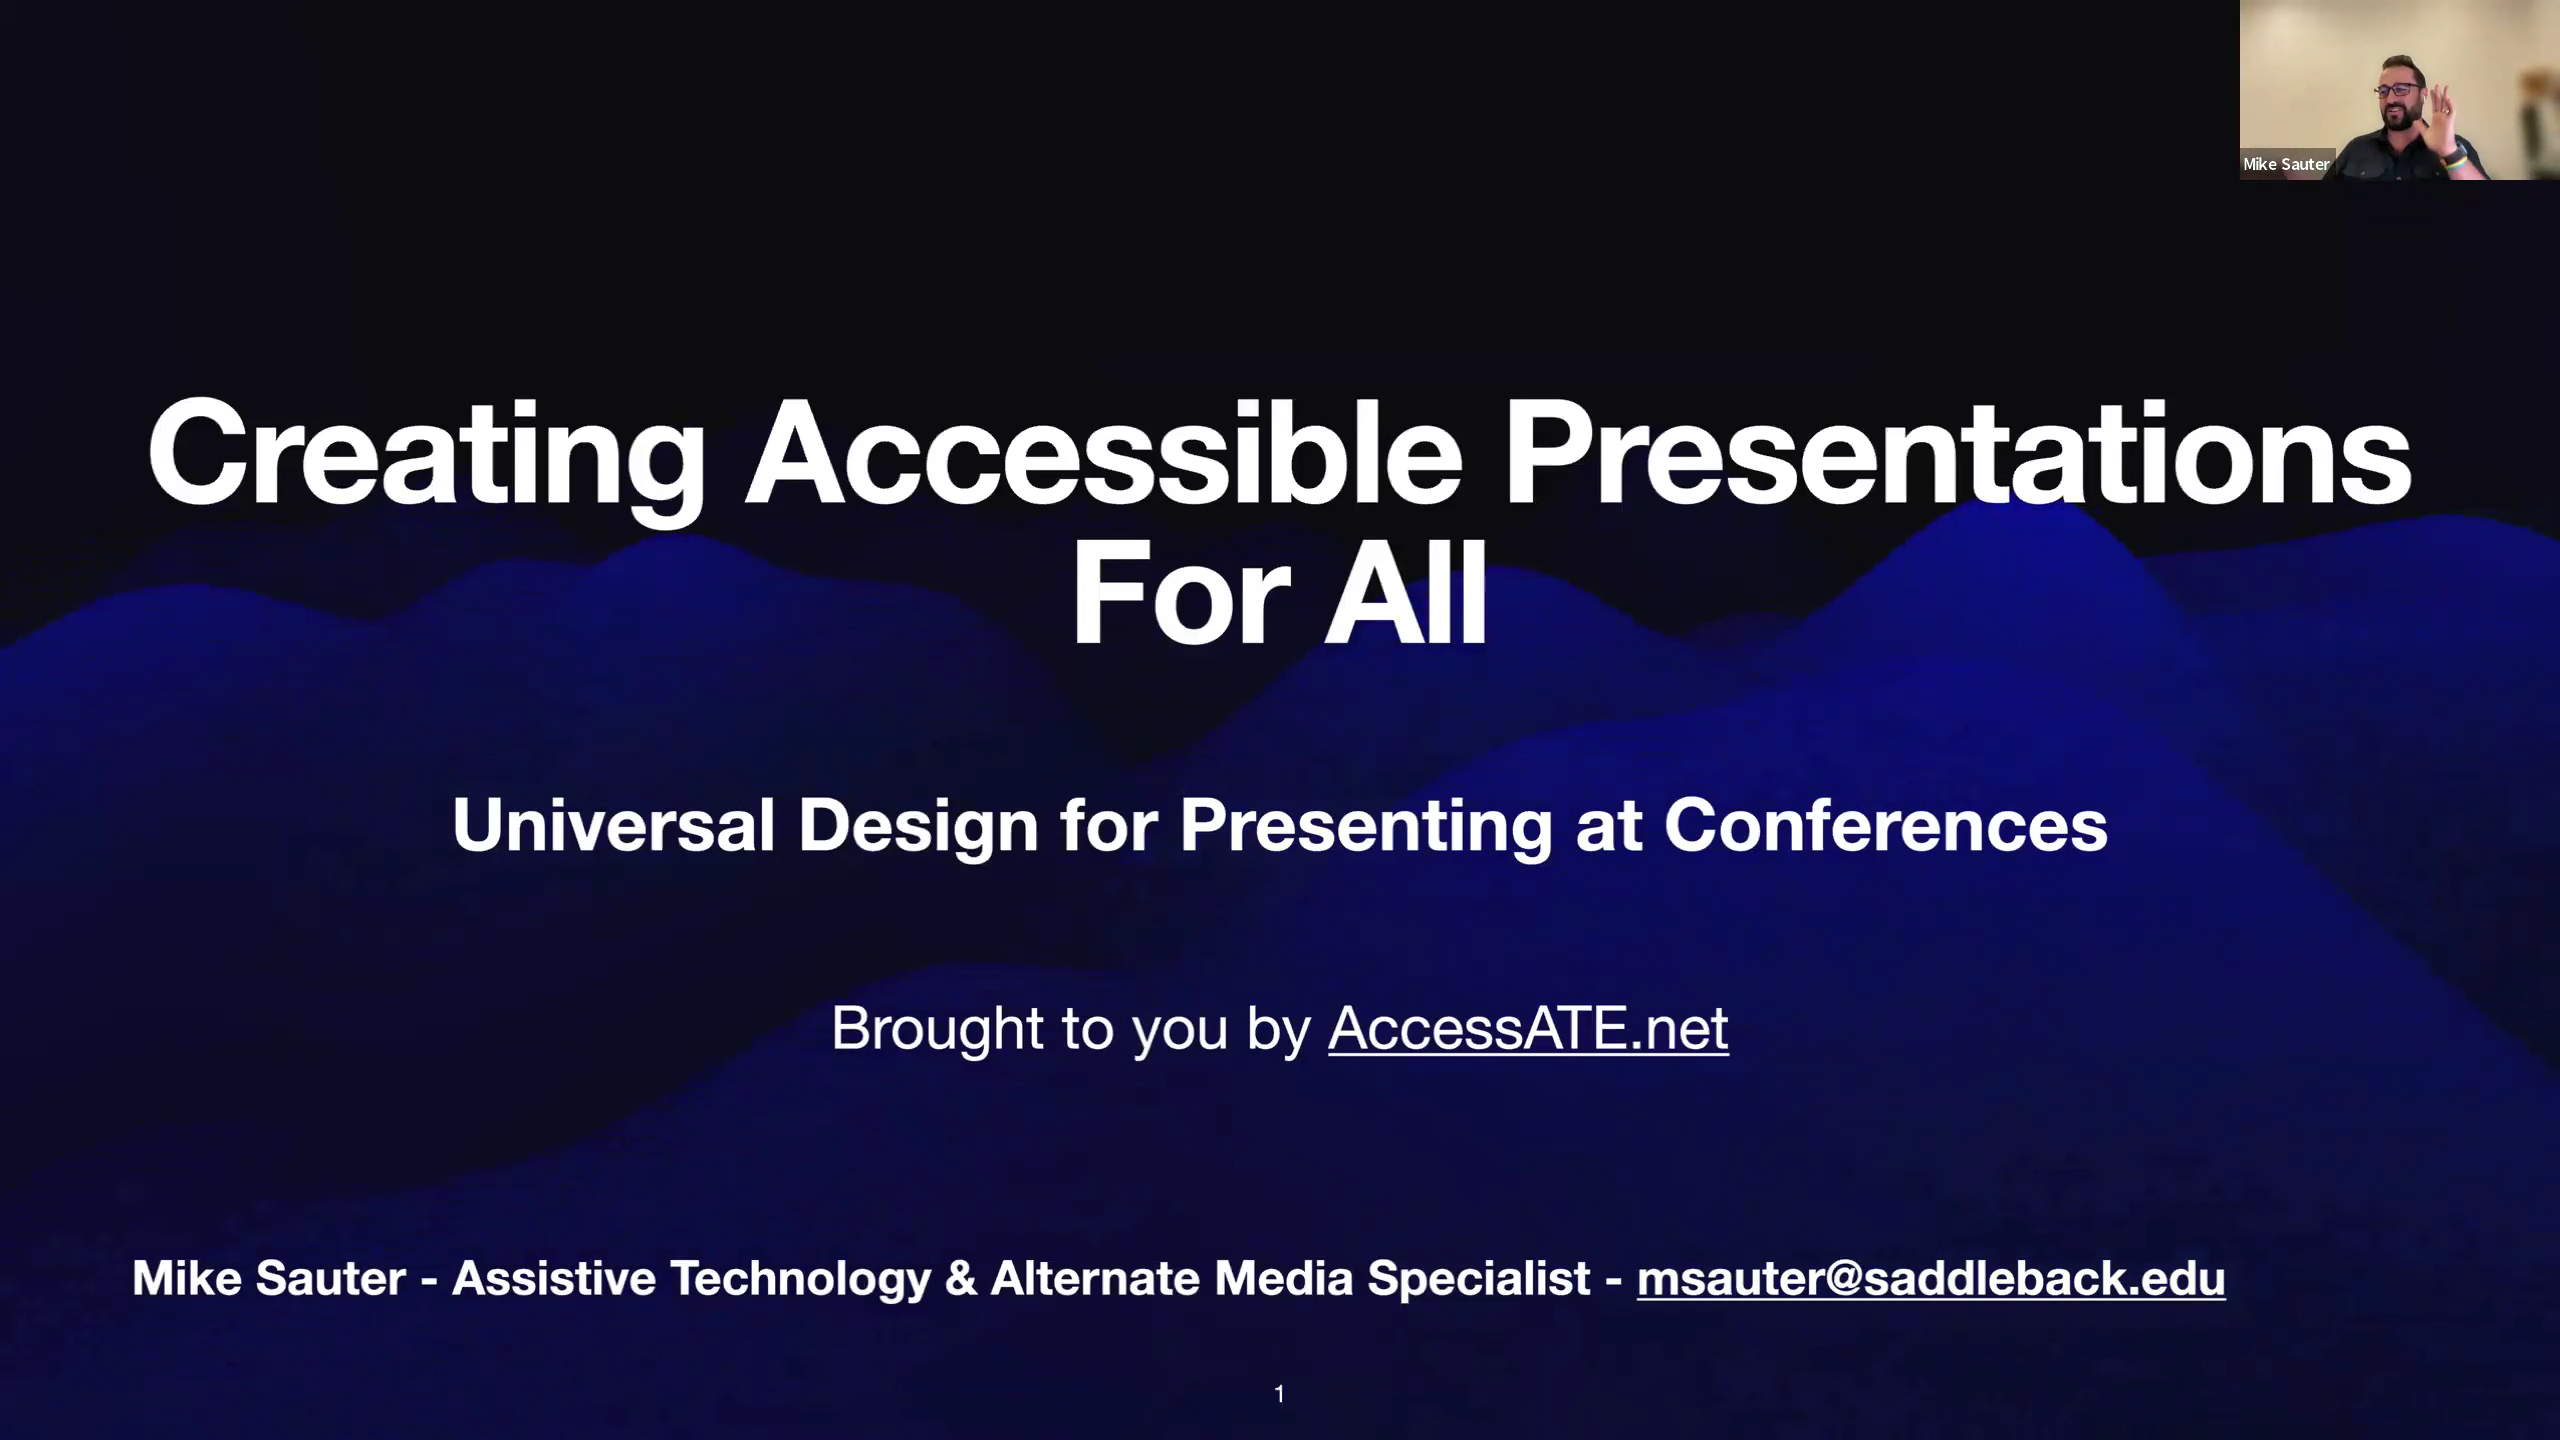 Mike Sauter
Creating Accessible Presentations
For All
Universal Design for Presenting at Conferences
Brought to you by AccessATE.net
Mike Sauter - Assistive Technology & Alternate Media Specialist - msauter@saddleback.edu
1